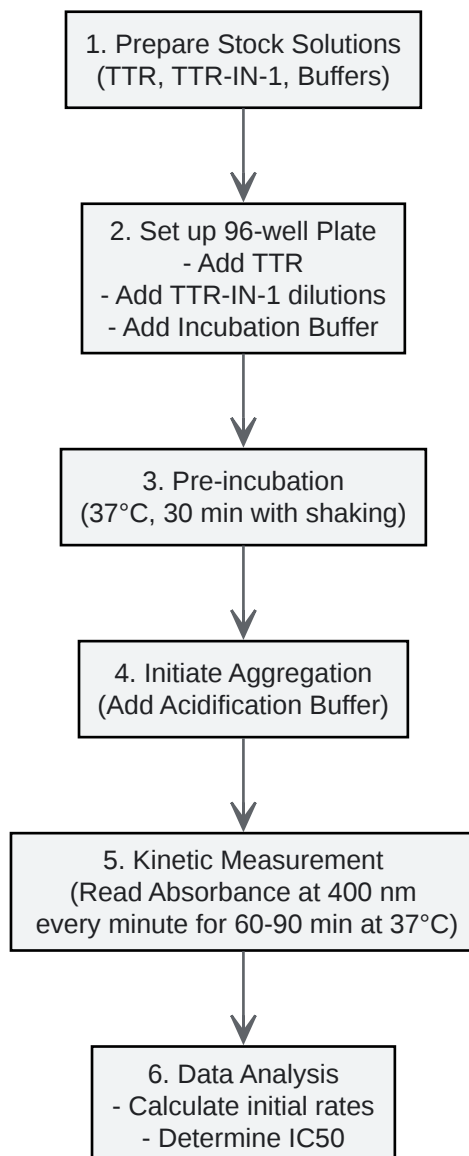 1. Prepare Stock Solutions
(TTR, TTR-IN-1, Buffers)
2. Set up 96-well Plate
- Add TTR
- Add TTR-IN-1 dilutions
- Add Incubation Buffer
3. Pre-incubation
(37°C, 30 min with shaking)
4. Initiate Aggregation
(Add Acidification Buffer)
5. Kinetic Measurement
(Read Absorbance at 400 nm
every minute for 60-90 min at 37°C)
6. Data Analysis
- Calculate initial rates
- Determine IC50